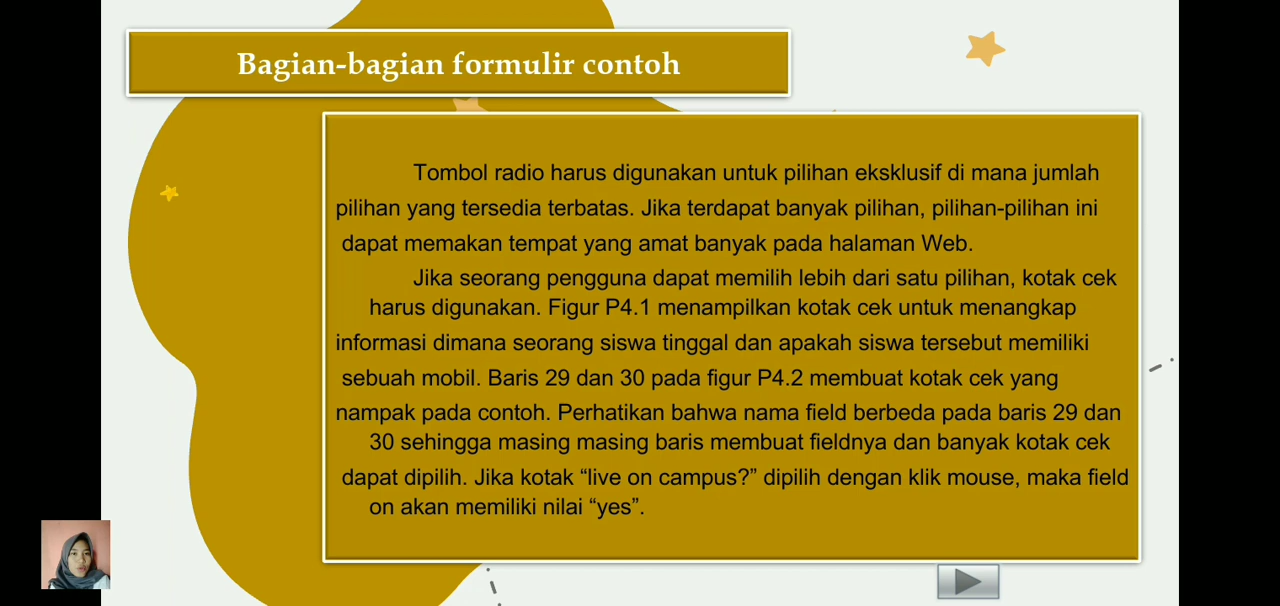 Bagian-bagian formulir contoh
Tombol radio harus digunakan untuk pilihan eksklusif di mana jumlah
pilihan yang tersedia terbatas. Jika terdapat banyak pilihan, pilihan-pilihan ini
dapat memakan tempat yang amat banyak pada halaman Web.
Jika seorang pengguna dapat memilih lebih dari satu pilihan, kotak cek
harus digunakan. Figur P4.1 menampilkan kotak cek untuk menangkap
informasi dimana seorang siswa tinggal dan apakah siswa tersebut memiliki
sebuah mobil. Baris 29 dan 30 pada figur P4.2 membuat kotak cek yang
nampak pada contoh. Perhatikan bahwa nama field berbeda pada baris 29 dan
30 sehingga masing masing baris membuat fieldnya dan banyak kotak cek
dapat dipilih. Jika kotak “live on campus?” dipilih dengan klik mouse, maka field
on akan memiliki nilai “yes”.